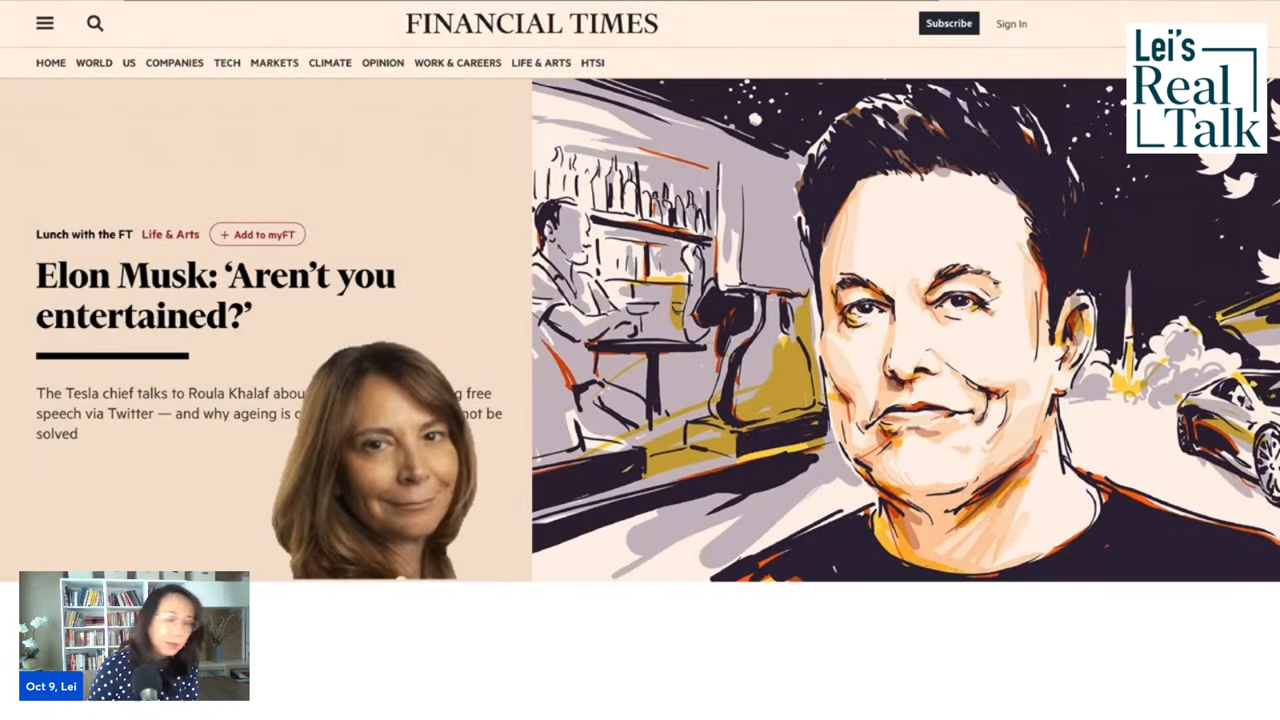 FINANCIAL TIMES
Subscribe
Sign In
HOME WORLD US COMPANIES TECH MARKETS CLIMATE OPINION WORK & CAREERS LIFE & ARTS HTSI
Lei's
Real
Talk
Lunch with the FT Life & Arts + Add to myFT
Elon Musk: ‘Aren’t you
entertained?’
The Tesla chief talks to Roula Khalaf free
speech via Twitter — and why ageing is be
solved
Oct 9, Lei